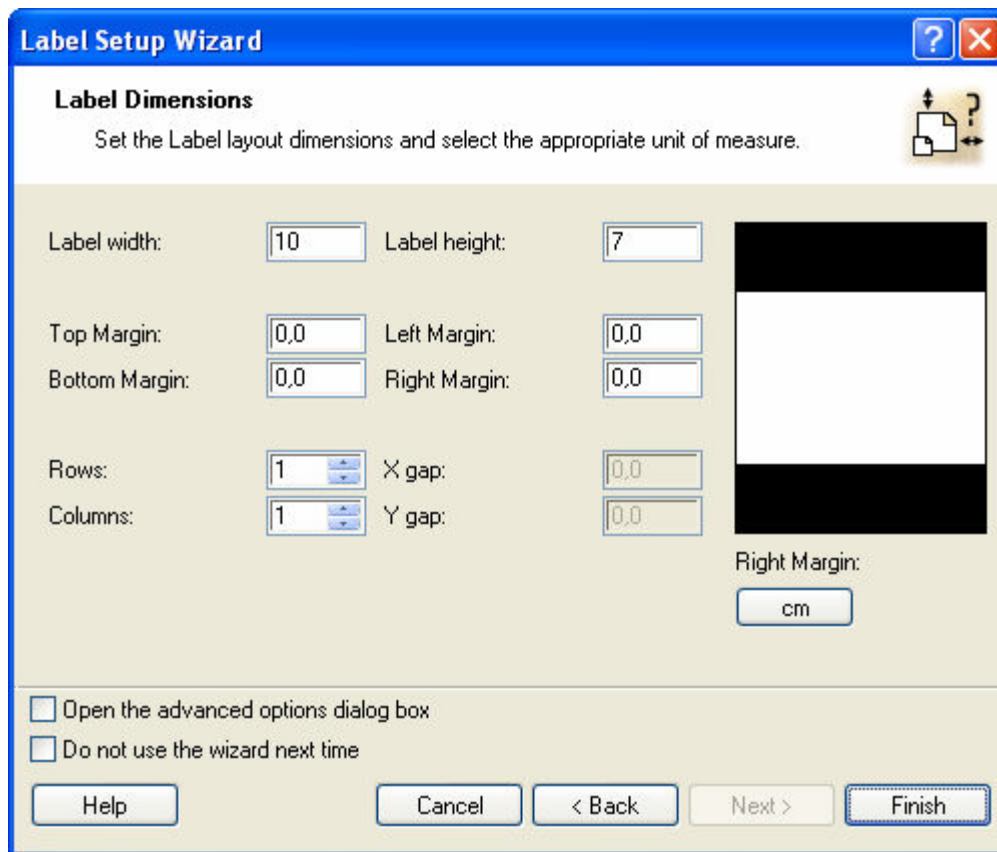 Label Setup Wizard
?
Label Dimensions
Set the Label layout dimensions and select the appropriate unit of measure.
?
Label width: 10 Label height: 7
Top Margin: 0,0 Left Margin: 0,0
Bottom Margin: 0,0 Right Margin: 0,0
Rows: 1 X gap: 0,0
Columns: 1 Y gap: 0,0
Right Margin:
cm
Open the advanced options dialog box
Do not use the wizard next time
Help Cancel < Back Next > Finish